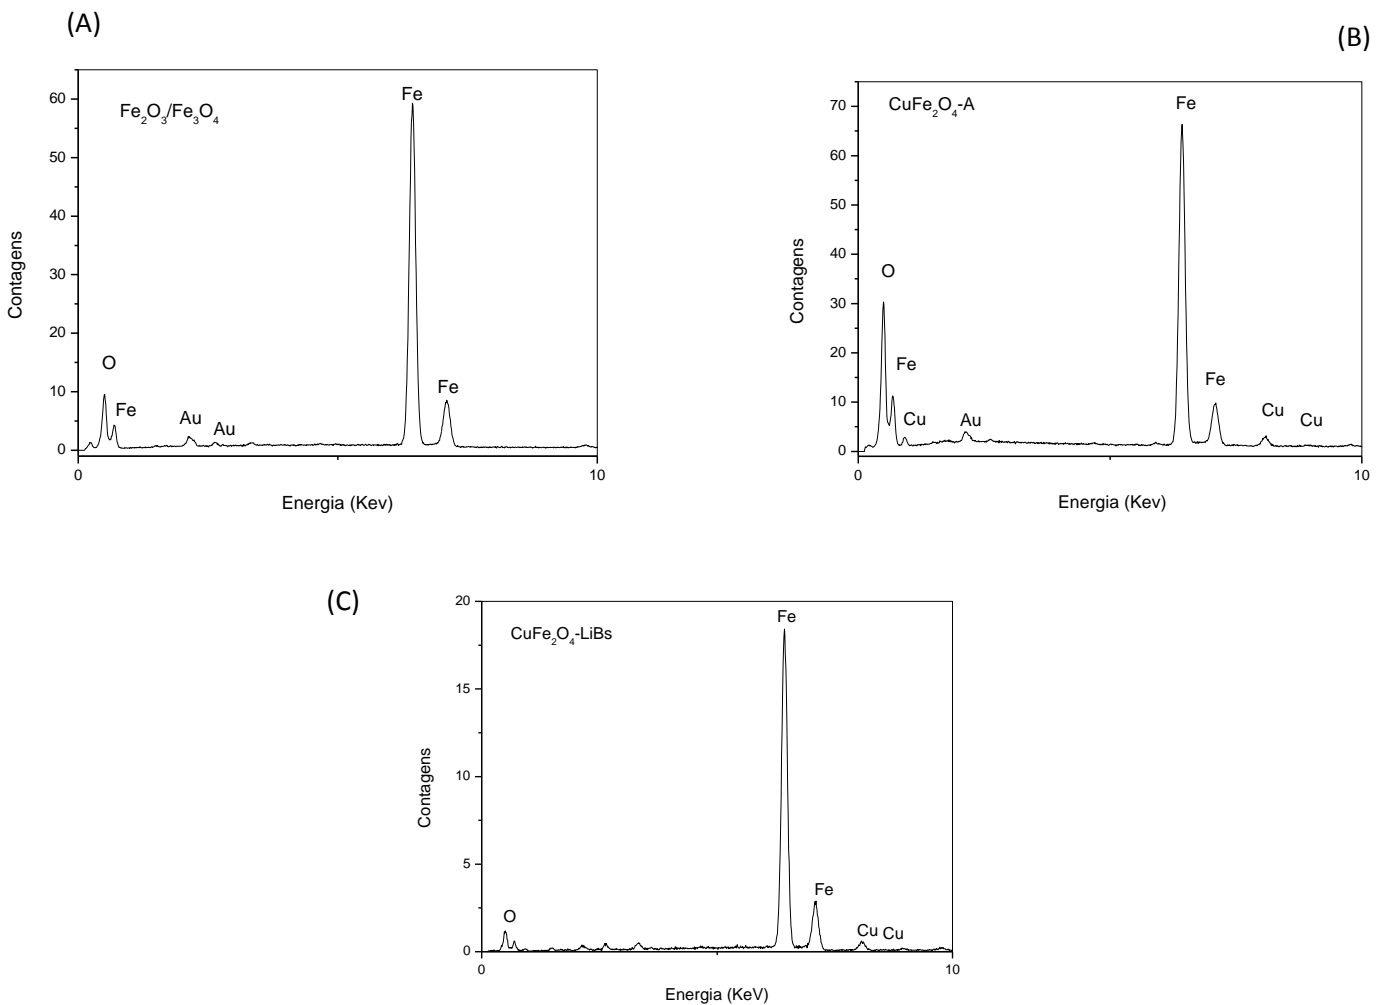 (A)
Fe₂O₃/Fe₃O₄
Fe
O
Fe
Au
Au
Fe
60
50
40
30
20
10
0
0
10
Contagens
Energia (Kev)
(B)
CuFe₂O₄-A
Fe
O
Fe
Cu
Au
Fe
Cu
Cu
70
60
50
40
30
20
10
0
0
10
Contagens
Energia (Kev)
(C)
CuFe₂O₄-LiBs
Fe
O
Fe
Cu
Cu
20
15
10
5
0
0
10
Contagens
Energia (KeV)